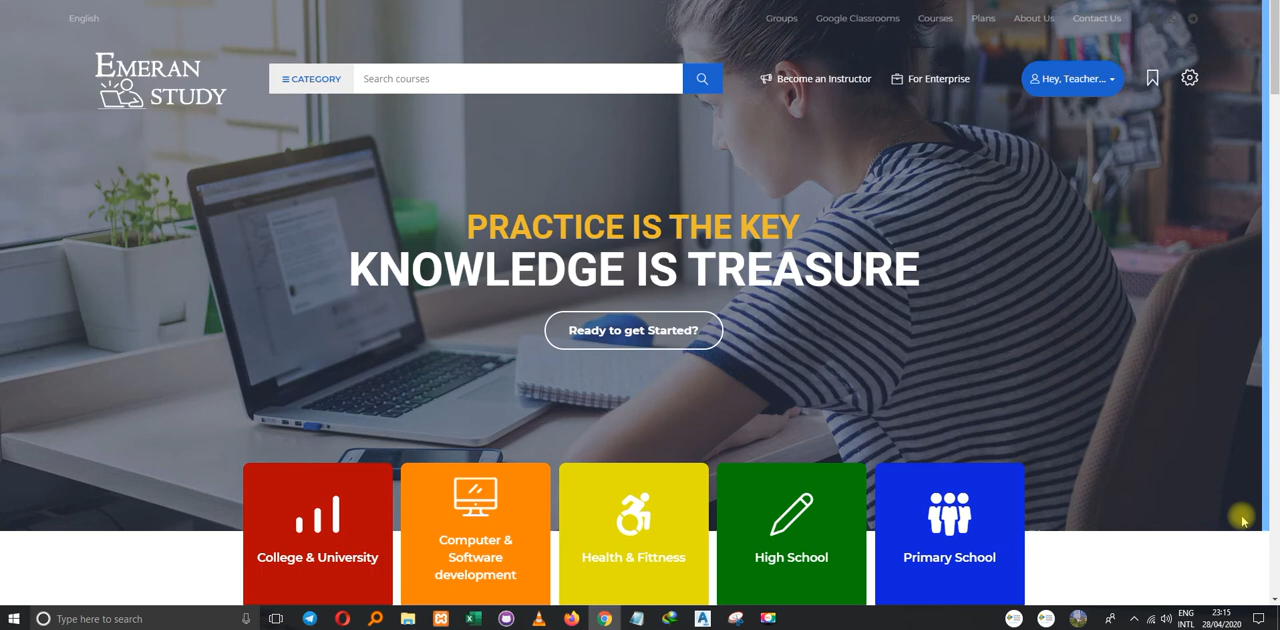 English
Groups
Google Classrooms
Courses
Plans
About Us
Contact Us
EMERAN
STUDY
CATEGORY
Search courses
Become an Instructor
For Enterprise
Hey, Teacher...
PRACTICE IS THE KEY
KNOWLEDGE IS TREASURE
Ready to get Started?
College & University
Computer &
Software
development
Health & Fittness
High School
Primary School
Type here to search
ENG
INTL
23:15
28/04/2020